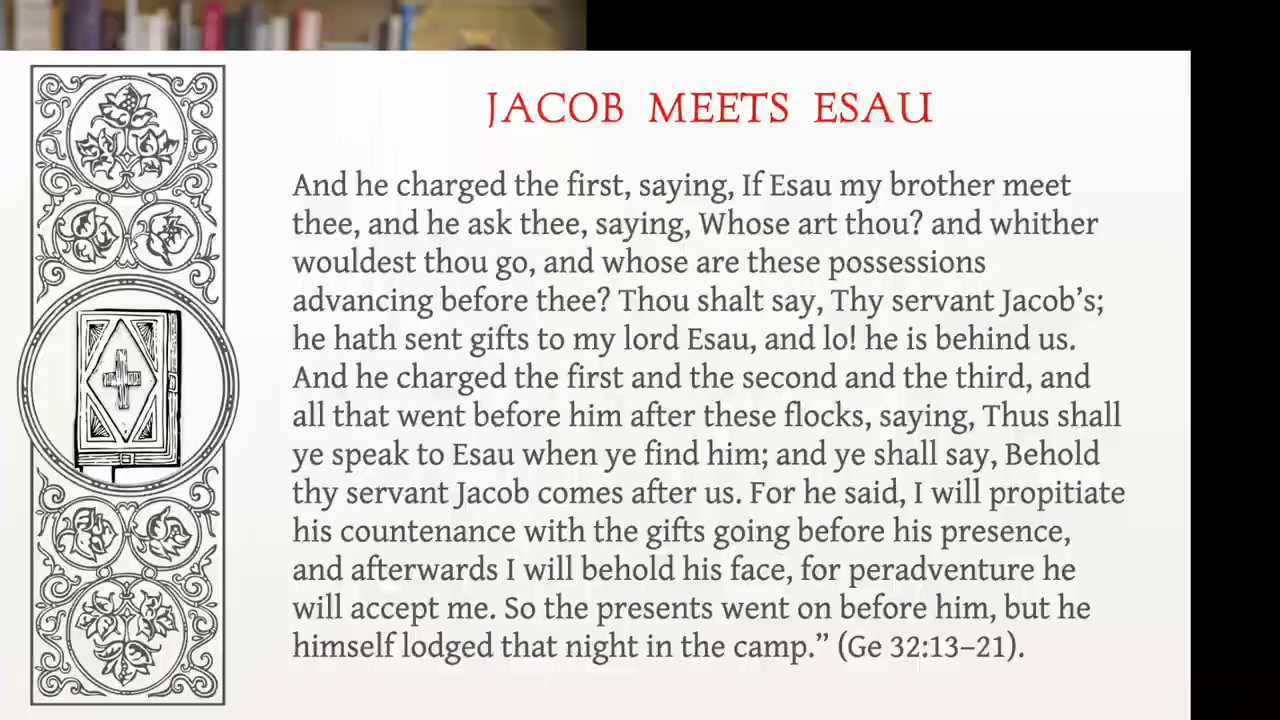 JACOB MEETS ESAU
And he charged the first, saying, If Esau my brother meet
thee, and he ask thee, saying, Whose art thou? and whither
wouldest thou go, and whose are these possessions
advancing before thee? Thou shalt say, Thy servant Jacob’s;
he hath sent gifts to my lord Esau, and lo! he is behind us.
And he charged the first and the second and the third, and
all that went before him after these flocks, saying, Thus shall
ye speak to Esau when ye find him; and ye shall say, Behold
thy servant Jacob comes after us. For he said, I will propitiate
his countenance with the gifts going before his presence,
and afterwards I will behold his face, for peradventure he
will accept me. So the presents went on before him, but he
himself lodged that night in the camp.” (Ge 32:13–21).